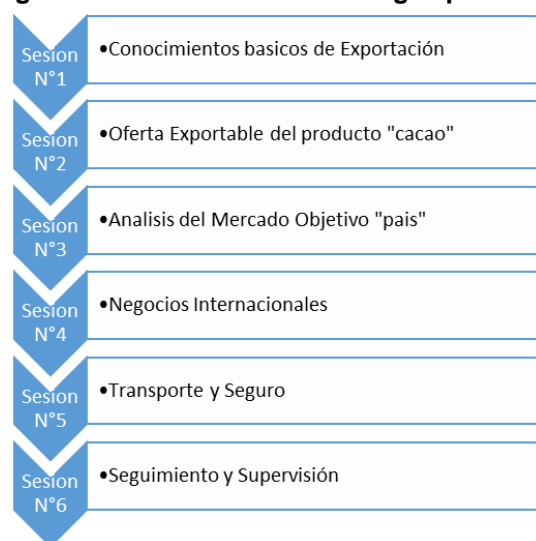 Sesion
N°1
•Conocimientos basicos de Exportación
Sesion
N°2
•Oferta Exportable del producto "cacao"
Sesion
N°3
•Analisis del Mercado Objetivo "pais"
Sesion
N°4
•Negocios Internacionales
Sesion
N°5
•Transporte y Seguro
Sesion
N°6
•Seguimiento y Supervisión